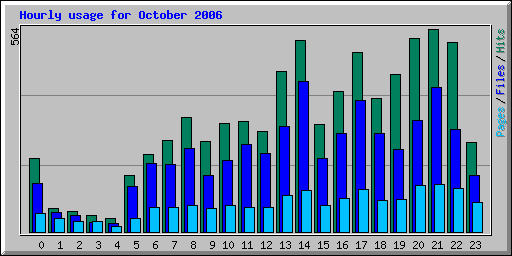 Hourly usage for October 2006
564
Pages / Files / Hits
0 1 2 3 4 5 6 7 8 9 10 11 12 13 14 15 16 17 18 19 20 21 22 23